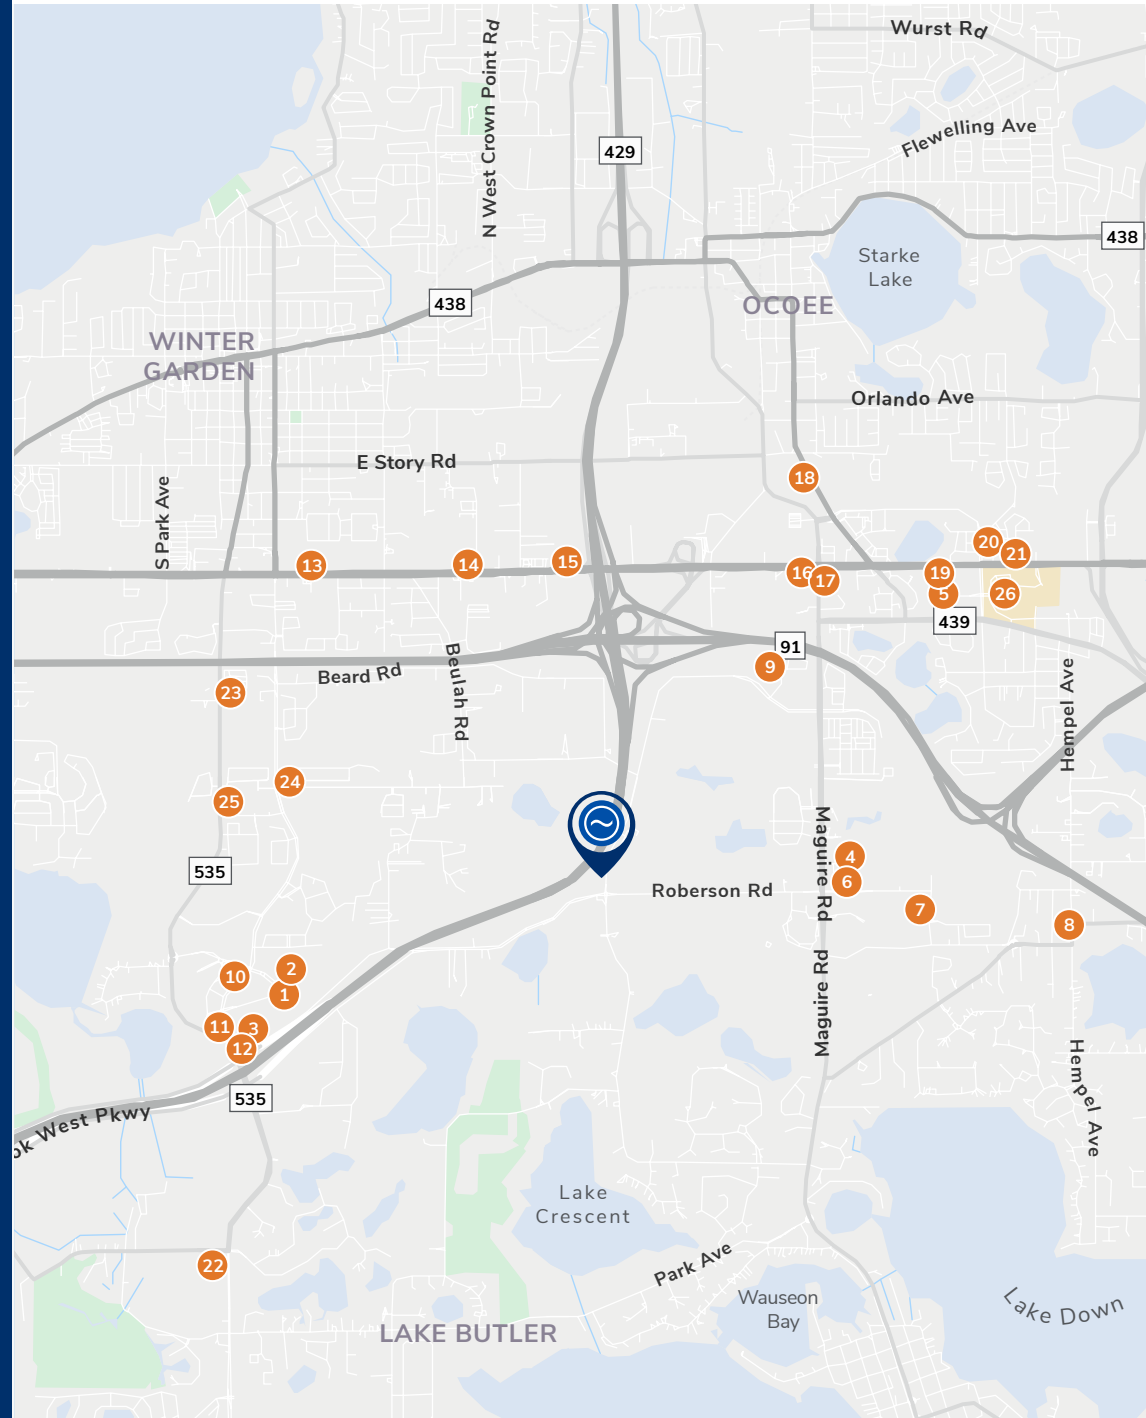 Wurst Rd
N West Crown Point Rd
Flewelling Ave
429
438
Starke
Lake
438
OCOEE
WINTER
GARDEN
Orlando Ave
E Story Rd
18
S Park Ave
20
21
13
14
15
16
17
19
5
26
439
91
9
Beard Rd
Beulah Rd
Hempel Ave
23
24
25
Maguire Rd
4
6
535
Roberson Rd
7
8
Maguire Rd
10
2
1
11
3
12
Hempel Ave
535
ok West Pkwy
Lake
Crescent
22
Park Ave
Wauseon
Bay
Lake Down
LAKE BUTLER